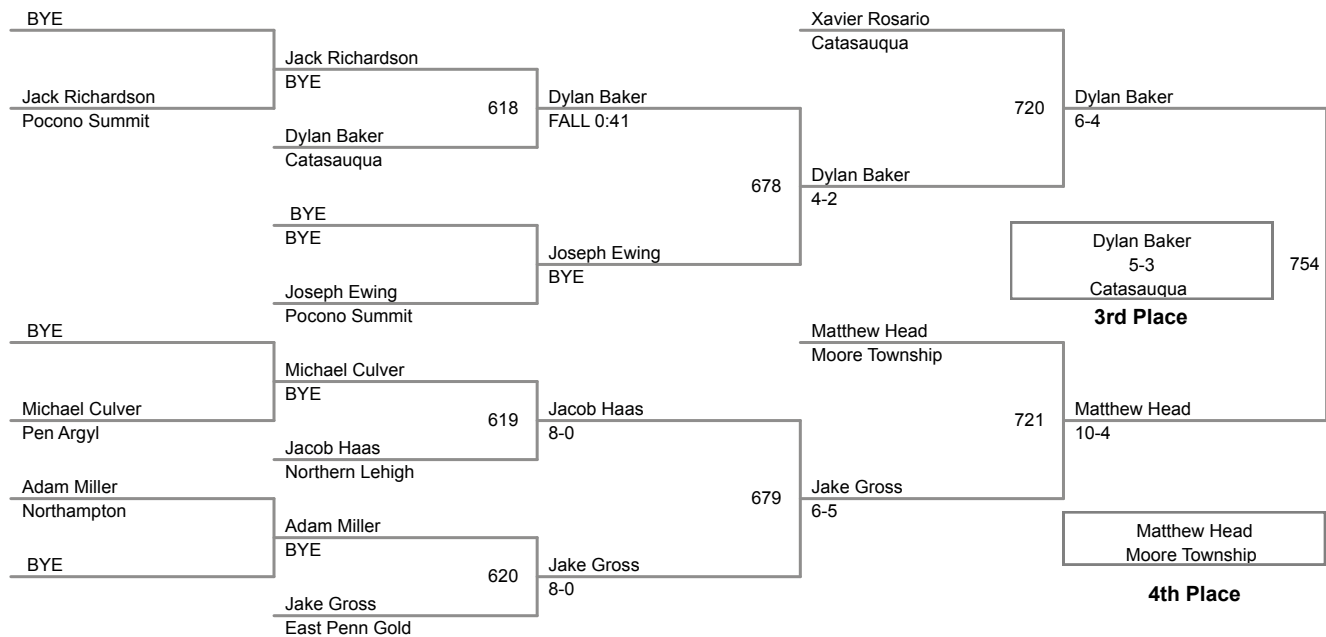 BYE
Xavier Rosario
Catasauqua
Jack Richardson
BYE
Jack Richardson
Pocono Summit
618
Dylan Baker
FALL 0:41
720
Dylan Baker
6-4
Dylan Baker
Catasauqua
678
Dylan Baker
4-2
BYE
BYE
Joseph Ewing
BYE
Dylan Baker
5-3
Catasauqua
754
3rd Place
Joseph Ewing
Pocono Summit
BYE
Matthew Head
Moore Township
Michael Culver
BYE
Michael Culver
Pen Argyl
619
Jacob Haas
8-0
721
Matthew Head
10-4
Jacob Haas
Northern Lehigh
Adam Miller
Northampton
679
Jake Gross
6-5
Adam Miller
BYE
Matthew Head
Moore Township
4th Place
BYE
620
Jake Gross
8-0
Jake Gross
East Penn Gold